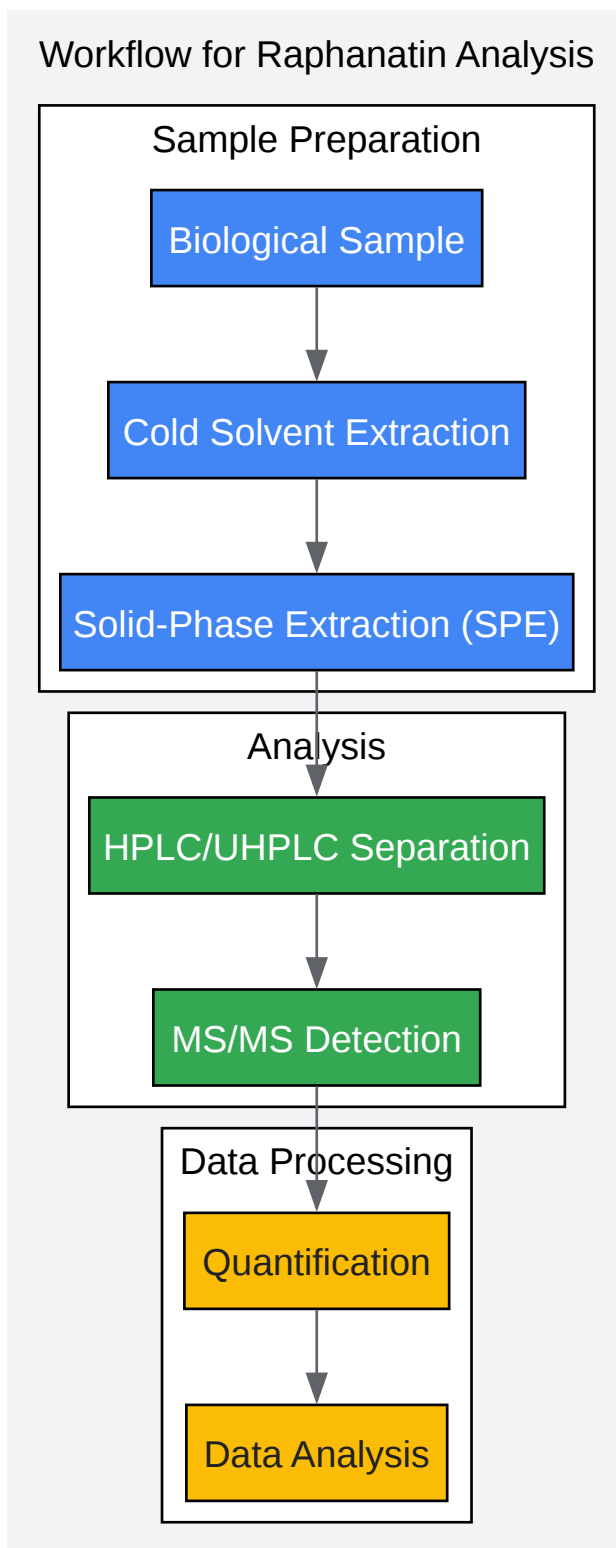 Workflow for Raphanatin Analysis
Sample Preparation
Biological Sample
Cold Solvent Extraction
Solid-Phase Extraction (SPE)
Analysis
HPLC/UHPLC Separation
MS/MS Detection
Data Processing
Quantification
Data Analysis